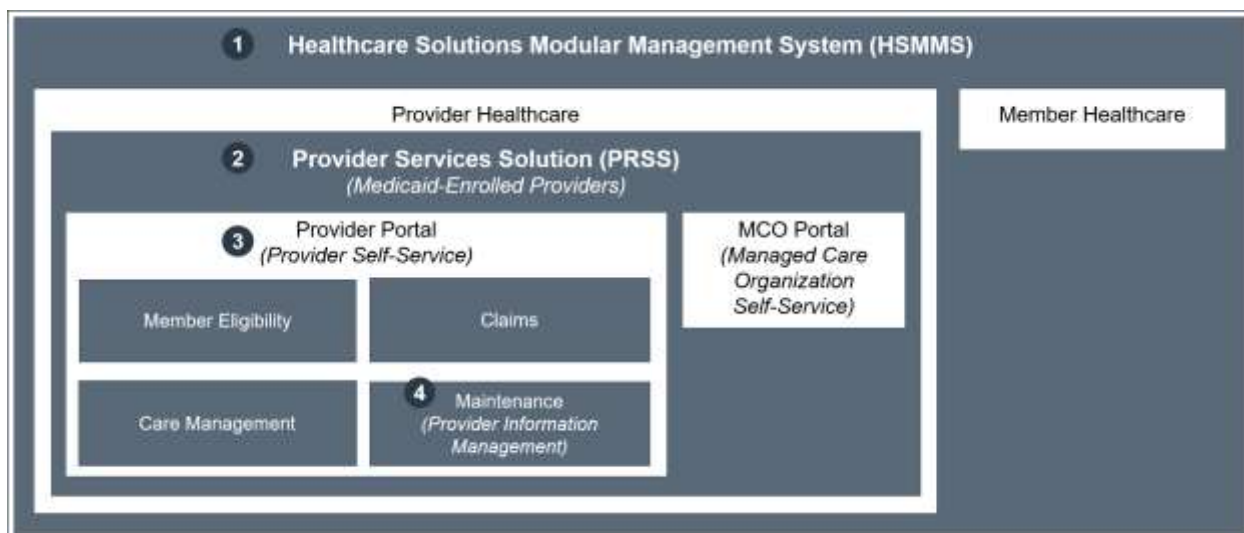 1 Healthcare Solutions Modular Management System (HSMMS)
Provider Healthcare
Member Healthcare
2 Provider Services Solution (PRSS)
(Medicaid-Enrolled Providers)
3 Provider Portal
(Provider Self-Service)
MCO Portal
(Managed Care
Organization
Self-Service)
Member Eligibility
Claims
Care Management
4 Maintenance
(Provider Information
Management)